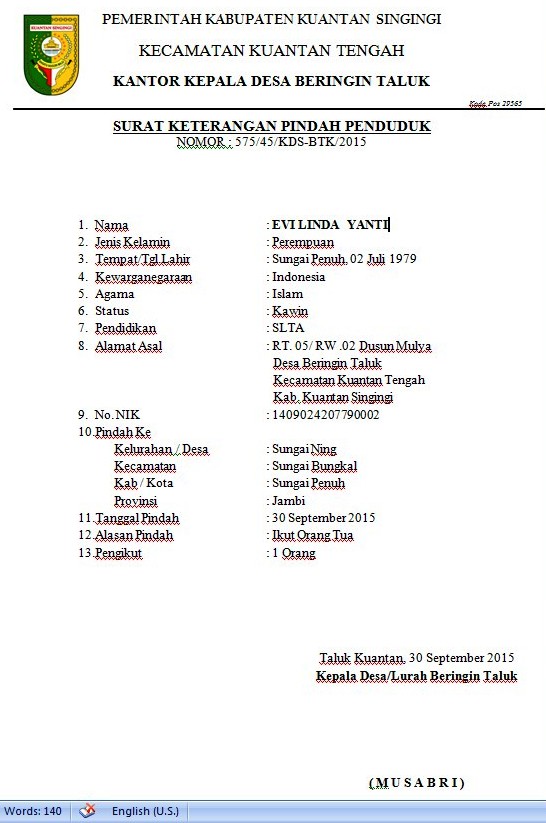 KUANTAN SINGINGI
PEMERINTAH KABUPATEN KUANTAN SINGINGI
KECAMATAN KUANTAN TENGAH
KANTOR KEPALA DESA BERINGIN TALUK
Kode Pos 29565
SURAT KETERANGAN PINDAH PENDUDUK
NOMOR : 575/45/KDS-BTK/2015
1. Nama : EVI LINDA YANTI
2. Jenis Kelamin : Perempuan
3. Tempat/Tgl.Lahir : Sungai Penuh, 02 Juli 1979
4. Kewarganegaraan : Indonesia
5. Agama : Islam
6. Status : Kawin
7. Pendidikan : SLTA
8. Alamat Asal : RT. 05/ RW .02 Dusun Mulya
Desa Beringin Taluk
Kecamatan Kuantan Tengah
Kab. Kuantan Singingi
9. No.NIK : 1409024207790002
10.Pindah Ke
Kelurahan / Desa : Sungai Ning
Kecamatan : Sungai Bungkal
Kab / Kota : Sungai Penuh
Provinsi : Jambi
11.Tanggal Pindah : 30 September 2015
12.Alasan Pindah : Ikut Orang Tua
13.Pengikut : 1 Orang
Taluk Kuantan, 30 September 2015
Kepala Desa/Lurah Beringin Taluk
( M U S A B R I )
Words: 140 English (U.S.)